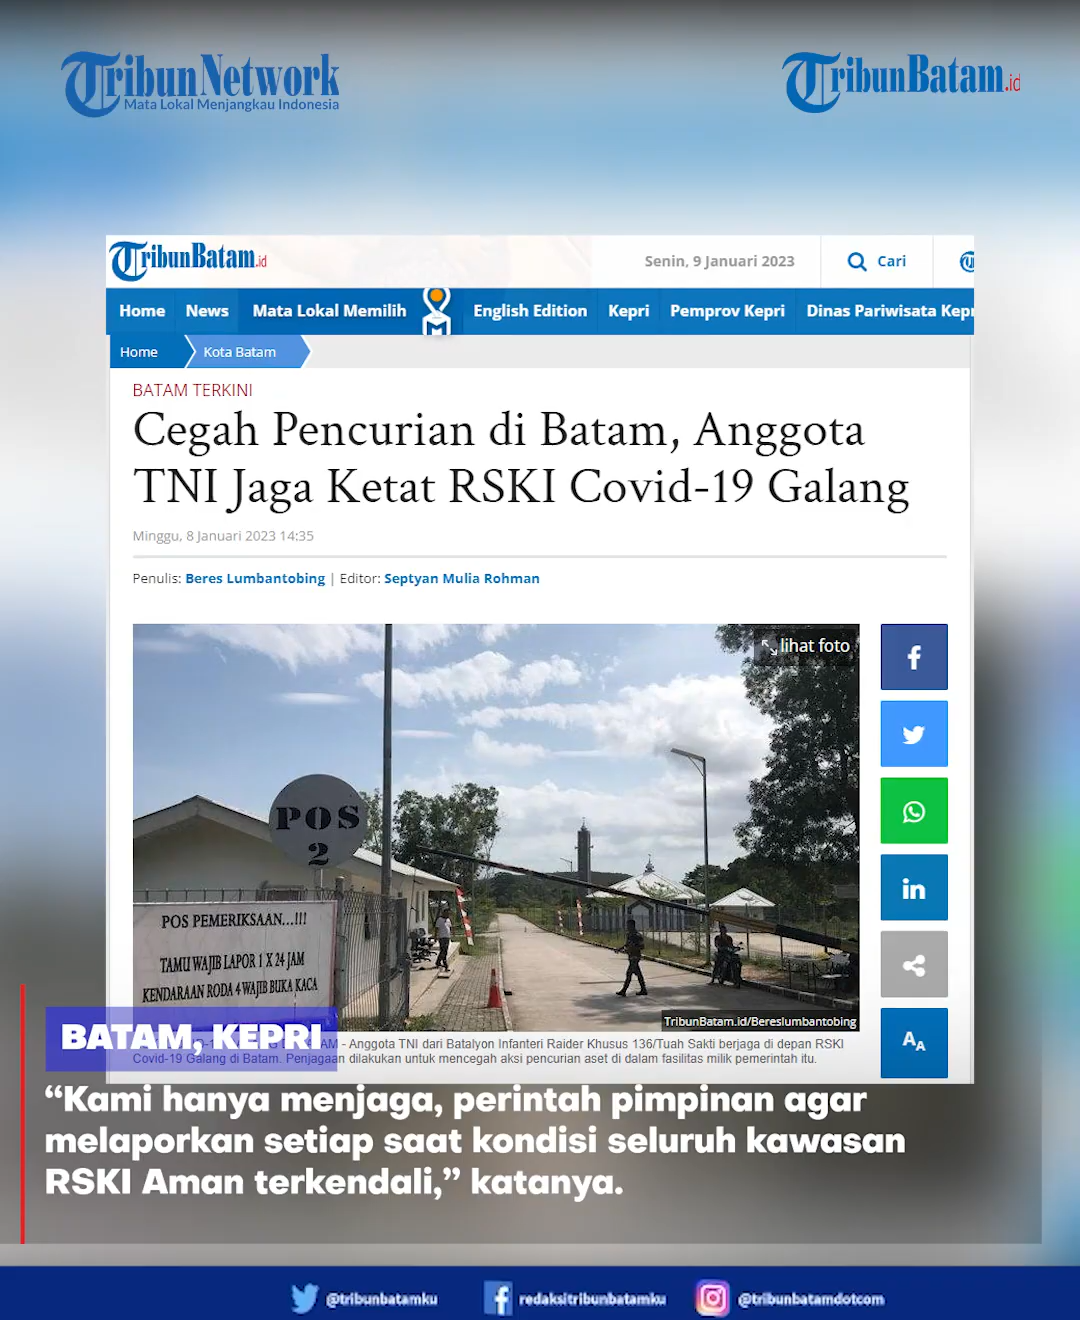 TribunNetwork
Mata Lokal Menjangkau Indonesia
TribunBatam.id
TribunBatam.id
Senin, 9 Januari 2023
Cari
Home News Mata Lokal Memilih English Edition Kepri Pemprov Kepri Dinas Pariwisata
Home Kota Batam
BATAM TERKINI
Cegah Pencurian di Batam, Anggota
TNI Jaga Ketat RSKI Covid-19 Galang
Minggu, 8 Januari 2023 14:35
Penulis: Beres Lumbantobing | Editor: Septyan Mulia Rohman
lihat foto
POS
2
POS PEMERIKSAAN...!!!
TAMU WAJIB LAPOR 1 X 24 JAM
KENDARAAN RODA 4 WAJIB BUKA KACA
TribunBatam.id/Bereslumbantobing
BATAM, KEPRI
- Anggota TNI dari Batalyon Infanteri Raider Khusus 136/Tuah Sakti berjaga di depan RSKI
Covid-19 Galang di Batam. Penjagaan dilakukan untuk mencegah aksi pencurian aset di dalam fasilitas milik pemerintah itu.
“Kami hanya menjaga, perintah pimpinan agar
melaporkan setiap saat kondisi seluruh kawasan
RSKI Aman terkendali,” katanya.
@tribunbatamku
redaksitribunbatamku
@tribunbatamdotcom